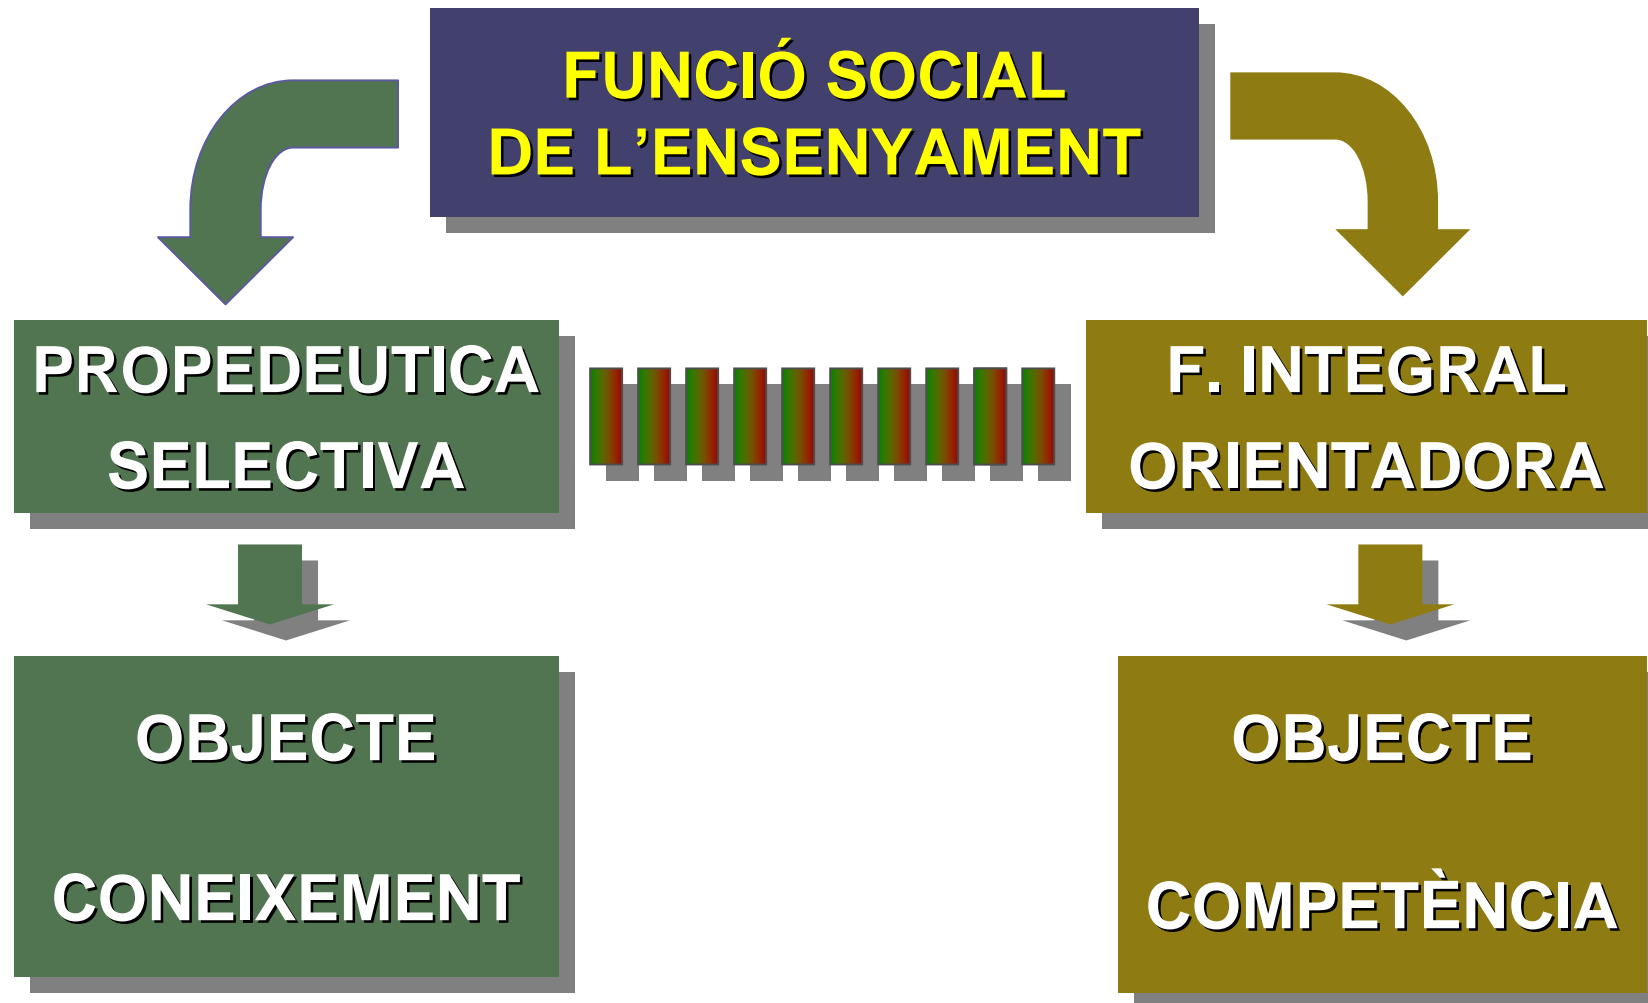 FUNCIÓ SOCIAL
DE L’ENSENYAMENT
PROPEDEUTICA
SELECTIVA
F. INTEGRAL
ORIENTADORA
OBJECTE
CONEIXEMENT
OBJECTE
COMPETÈNCIA